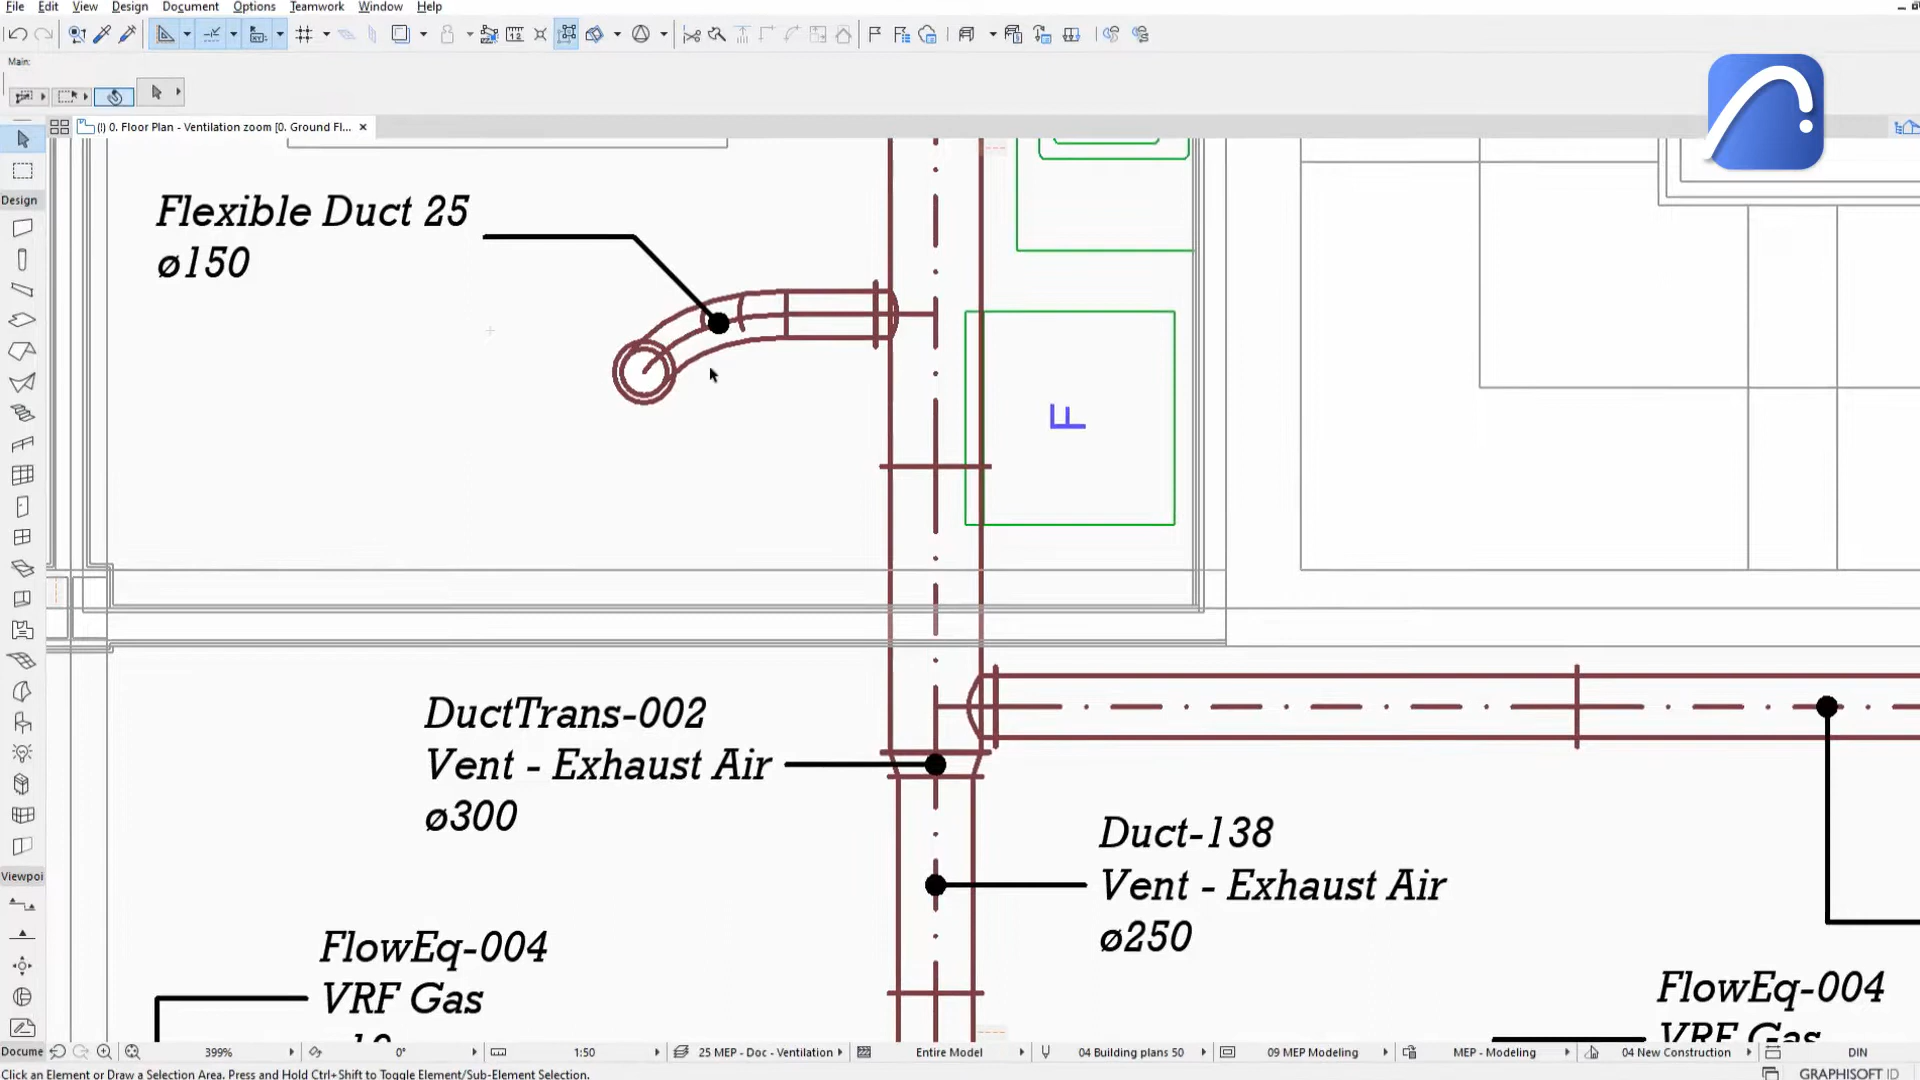 File Edit View Design Document Options Teamwork Window Help
Main:
(!) 0. Floor Plan - Ventilation zoom [0. Ground Fl...
Design
Flexible Duct 25
ø150
F
DuctTrans-002
Vent - Exhaust Air
ø300
Duct-138
Vent - Exhaust Air
ø250
Viewpoi
FlowEq-004
VRF Gas
FlowEq-004
VRF Gas
Docume 399% 0° 1:50 25 MEP - Doc - Ventilation Entire Model 04 Building plans 50 09 MEP Modeling MEP - Modeling 04 New Construction DIN
Click an Element or Draw a Selection Area. Press and Hold Ctrl+Shift to Toggle Element/Sub-Element Selection. GRAPHISOFT ID